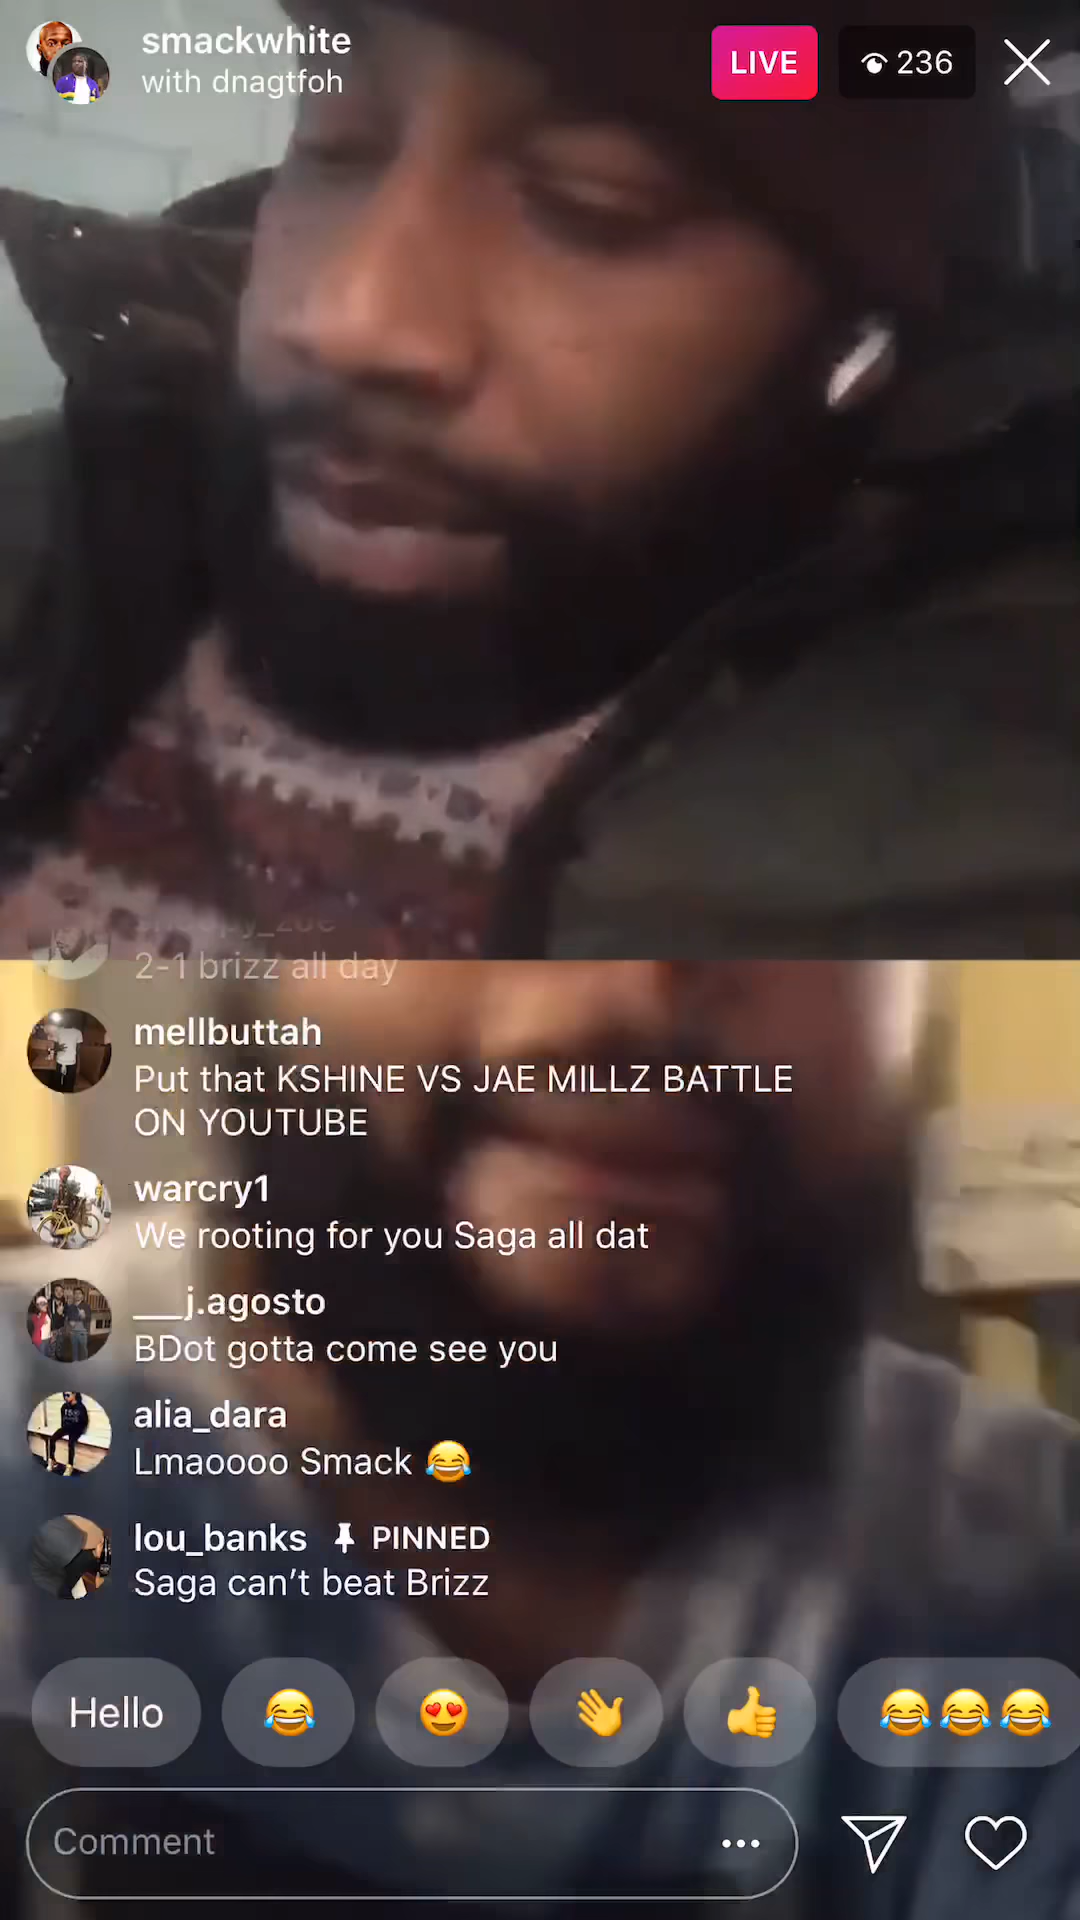 smackwhite
with dnagtfoh
LIVE
236
2-1 brizz all day
mellbuttah
Put that KSHINE VS JAE MILLZ BATTLE
ON YOUTUBE
warcry1
We rooting for you Saga all dat
___j.agosto
BDot gotta come see you
alia_dara
Lmaoooo Smack 😂
lou_banks PINNED
Saga can't beat Brizz
Hello 😂 😍 👋 👍 😂😂😂
Comment